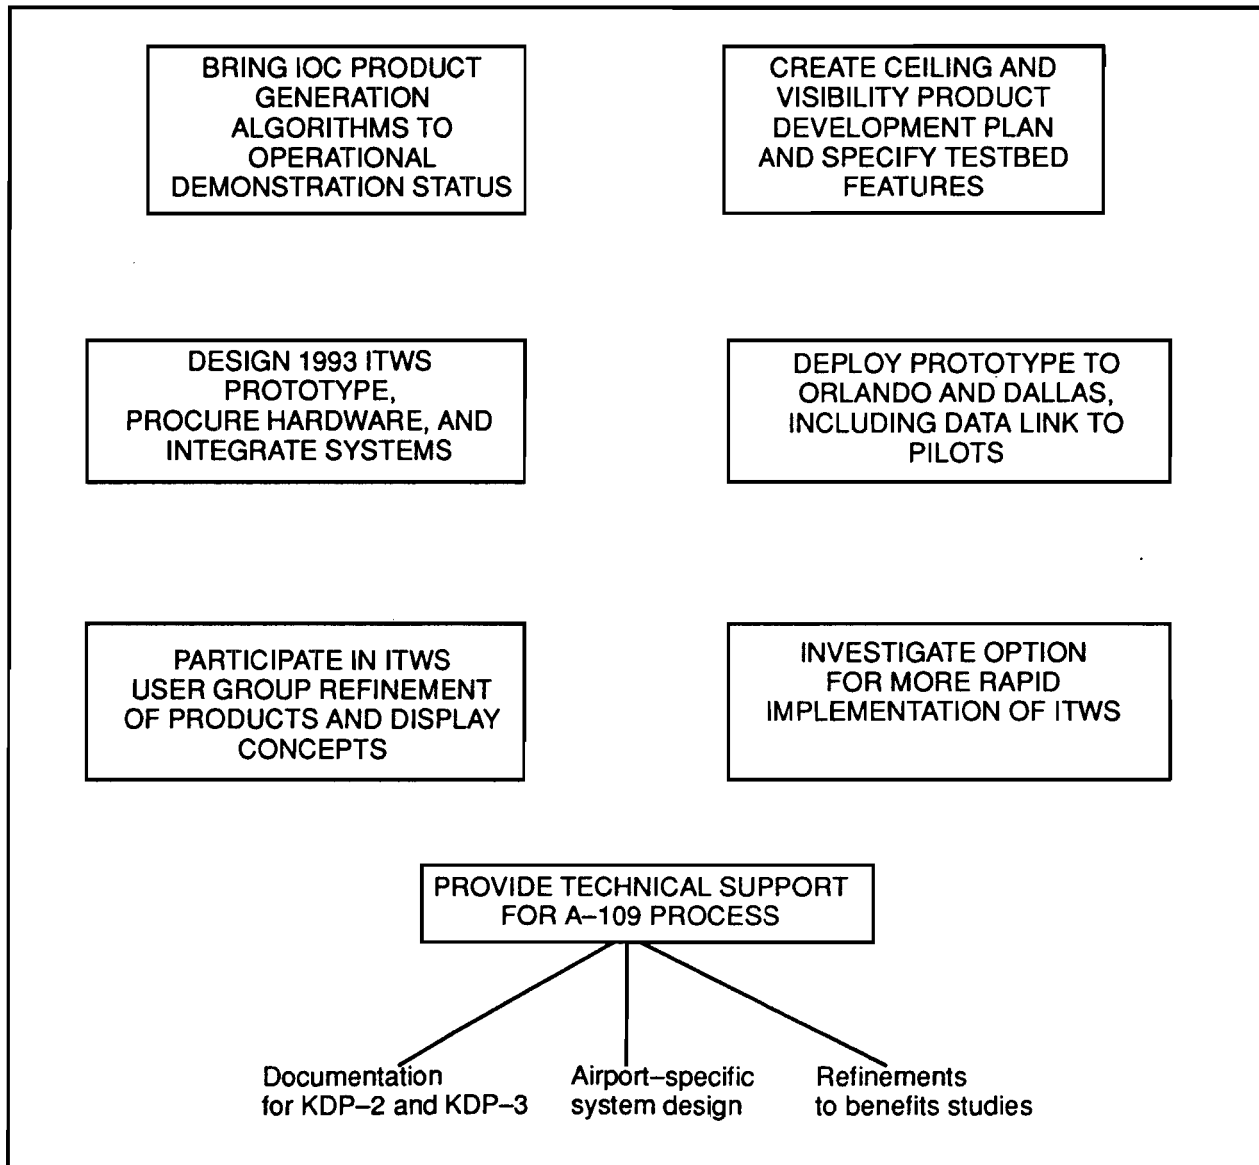 BRING IOC PRODUCT
GENERATION
ALGORITHMS TO
OPERATIONAL
DEMONSTRATION STATUS
CREATE CEILING AND
VISIBILITY PRODUCT
DEVELOPMENT PLAN
AND SPECIFY TESTBED
FEATURES
DESIGN 1993 ITWS
PROTOTYPE,
PROCURE HARDWARE, AND
INTEGRATE SYSTEMS
DEPLOY PROTOTYPE TO
ORLANDO AND DALLAS,
INCLUDING DATA LINK TO
PILOTS
PARTICIPATE IN ITWS
USER GROUP REFINEMENT
OF PRODUCTS AND DISPLAY
CONCEPTS
INVESTIGATE OPTION
FOR MORE RAPID
IMPLEMENTATION OF ITWS
PROVIDE TECHNICAL SUPPORT
FOR A–109 PROCESS
Documentation
for KDP–2 and KDP–3
Airport–specific
system design
Refinements
to benefits studies